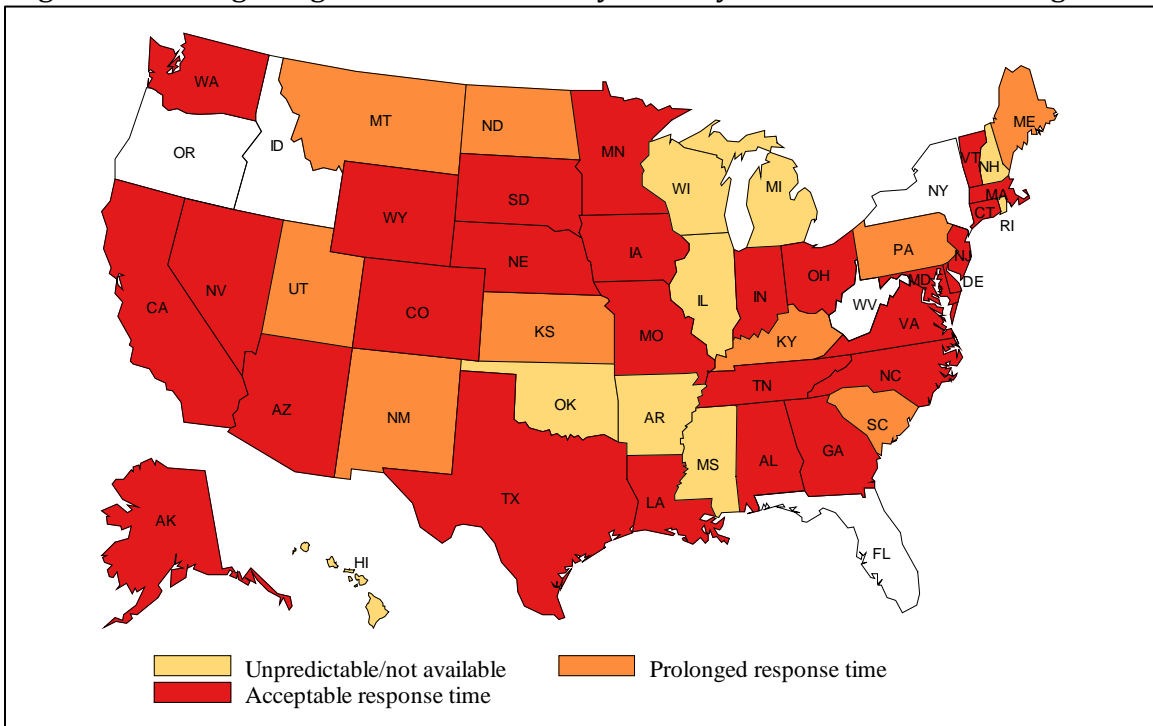 WA
MT
ND
MN
ME
OR
ID
WI
MI
VT
NH
NY
MA
CT
RI
SD
WY
IA
NE
PA
NJ
OH
IN
IL
MD
DE
WV
VA
NV
UT
CO
KS
MO
KY
CA
TN
NC
AZ
NM
OK
AR
SC
MS
AL
GA
TX
LA
AK
HI
FL
Unpredictable/not available
Prolonged response time
Acceptable response time